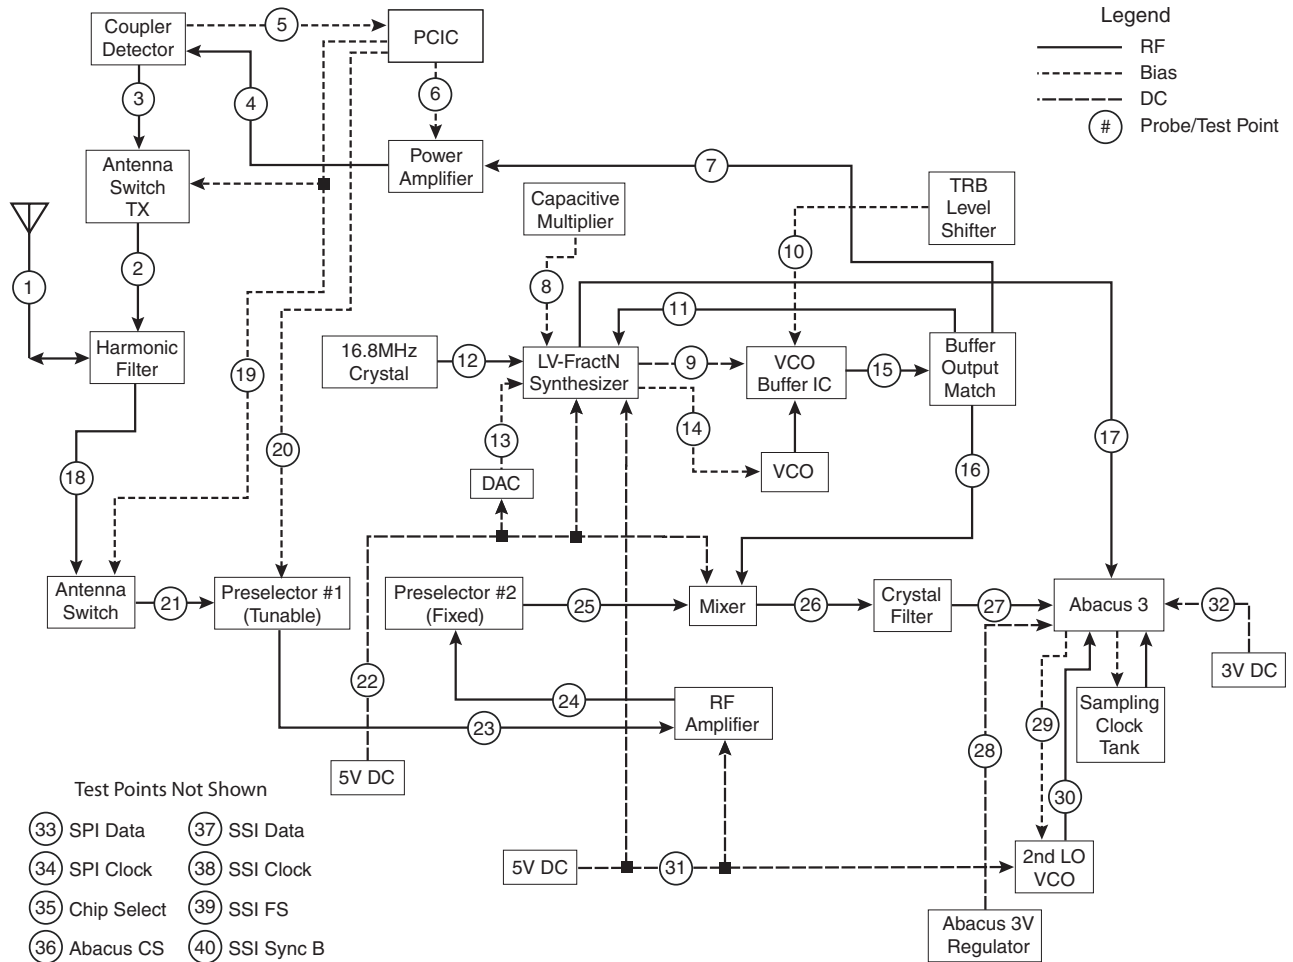 Legend
RF
Bias
DC
# Probe/Test Point
Coupler
Detector
5
PCIC
3
4
6
Antenna
Switch
TX
Power
Amplifier
7
Capacitive
Multiplier
TRB
Level
Shifter
1
2
8
10
11
Harmonic
Filter
19
16.8MHz
Crystal
12
LV-FractN
Synthesizer
9
VCO
Buffer IC
15
Buffer
Output
Match
18
20
13
14
17
DAC
VCO
16
Antenna
Switch
21
Preselector #1
(Tunable)
Preselector #2
(Fixed)
25
Mixer
26
Crystal
Filter
27
Abacus 3
32
3V DC
22
24
23
RF
Amplifier
28
29
Sampling
Clock
Tank
30
5V DC
5V DC
31
2nd LO
VCO
Abacus 3V
Regulator
Test Points Not Shown
33 SPI Data
34 SPI Clock
35 Chip Select
36 Abacus CS
37 SSI Data
38 SSI Clock
39 SSI FS
40 SSI Sync B